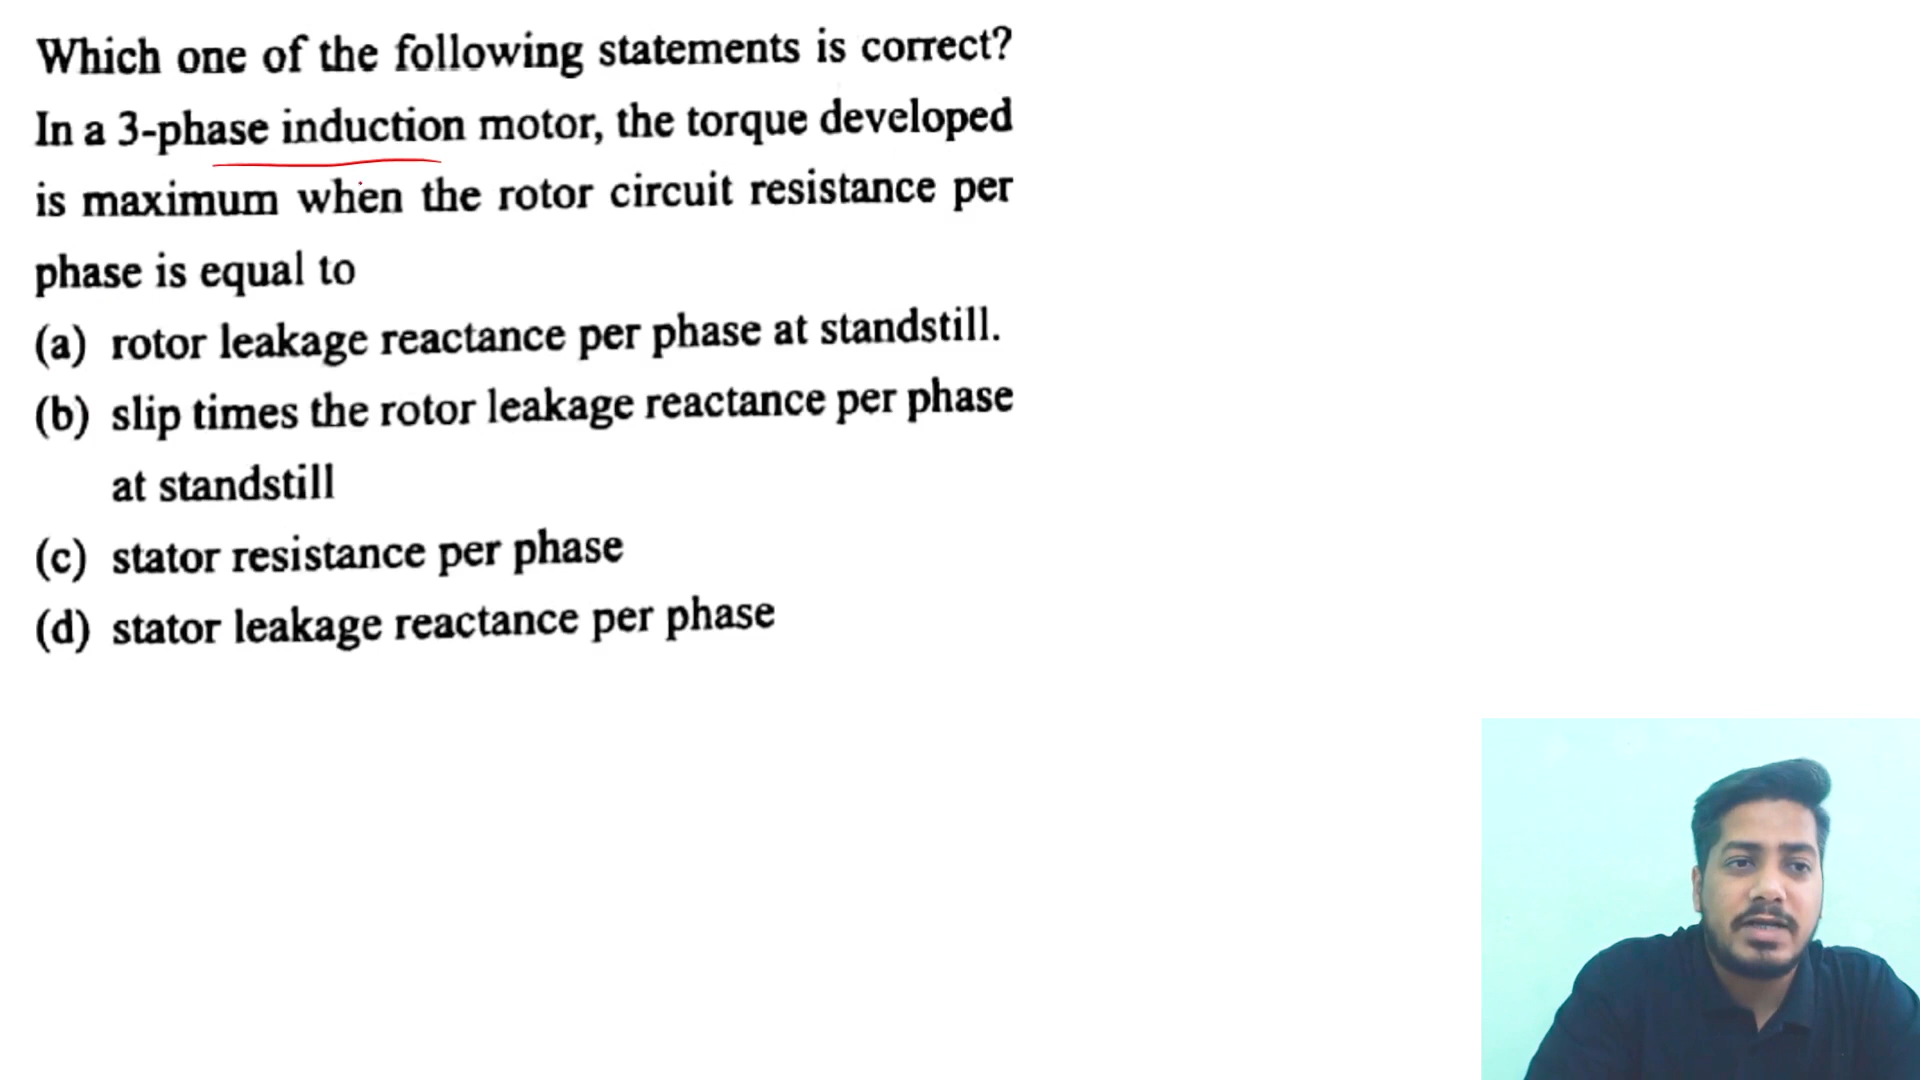 Which one of the following statements is correct?
In a 3-phase induction motor, the torque developed
is maximum when the rotor circuit resistance per
phase is equal to
(a) rotor leakage reactance per phase at standstill.
(b) slip times the rotor leakage reactance per phase
at standstill
(c) stator resistance per phase
(d) stator leakage reactance per phase